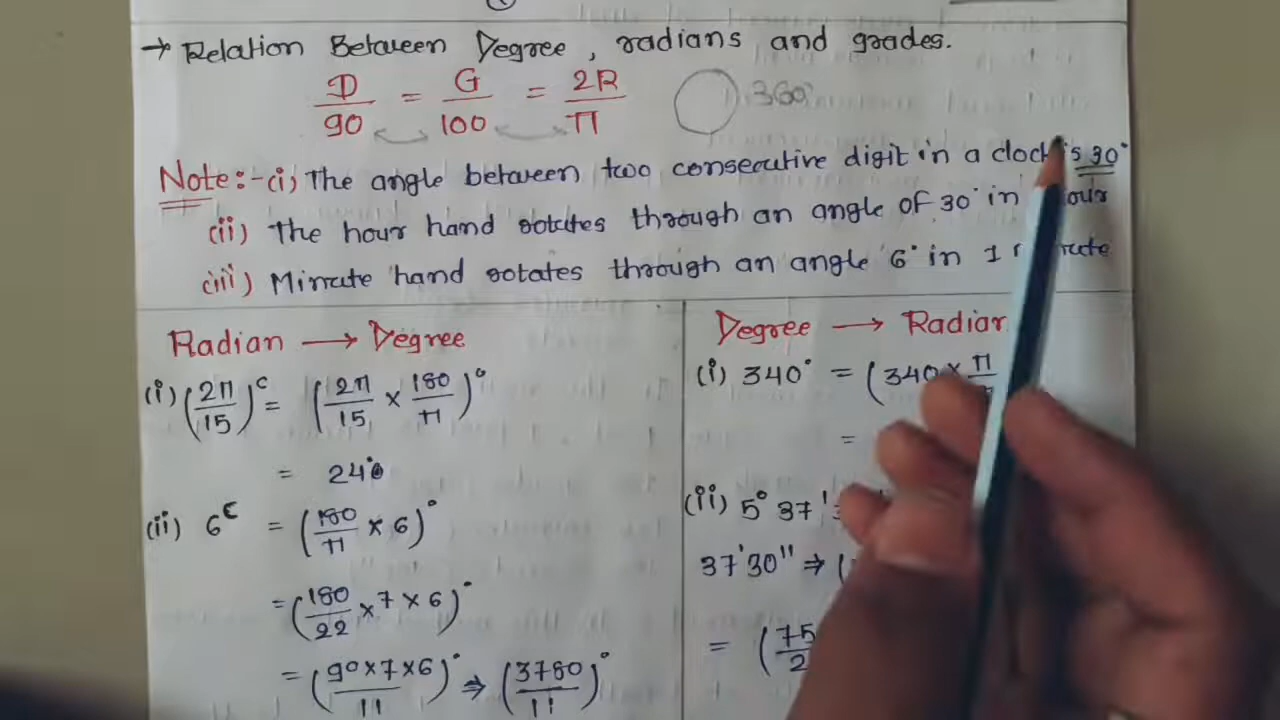 → Relation Between Degree, radians and grades.
D/90 = G/100 = 2R/π 360°
Note:-(i) The angle between two consecutive digit in a clock is 30°
(ii) The hour hand rotates through an angle of 30° in hour
(iii) Minute hand rotates through an angle 6° in 1
Radian → Degree
(i) (2π/15)ᶜ = (2π/15 × 180/π)°
= 24°
(ii) 6ᶜ = (180/π × 6)°
= (180/22 × 7 × 6)°
= (90×7×6/11)° ⇒ (3780/11)°
Degree → Radian
(i) 340° = (340 × π
=
(ii) 5° 37'
37'30" ⇒ (
= (75/2